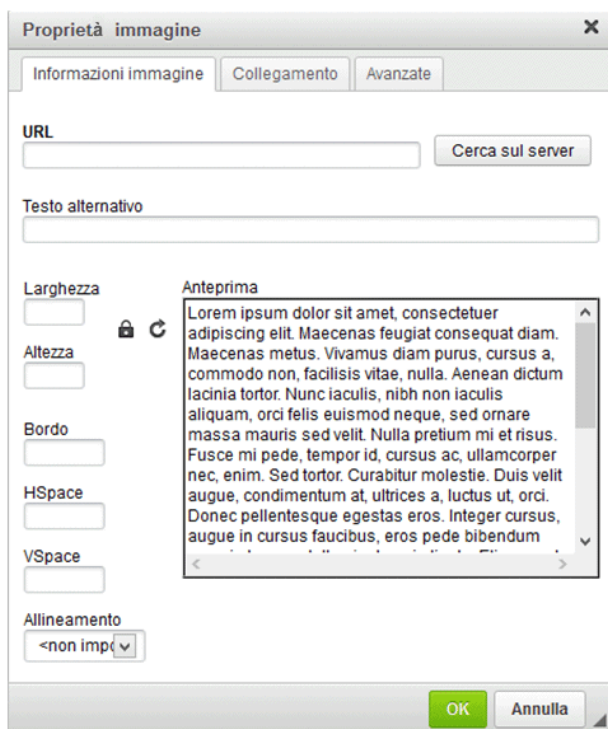 Proprietà immagine
Informazioni immagine Collegamento Avanzate
URL
Cerca sul server
Testo alternativo
Larghezza
Altezza
Bordo
HSpace
VSpace
Allineamento
<non impo
Anteprima
Lorem ipsum dolor sit amet, consectetuer
adipiscing elit. Maecenas feugiat consequat diam.
Maecenas metus. Vivamus diam purus, cursus a,
commodo non, facilisis vitae, nulla. Aenean dictum
lacinia tortor. Nunc iaculis, nibh non iaculis
aliquam, orci felis euismod neque, sed ornare
massa mauris sed velit. Nulla pretium mi et risus.
Fusce mi pede, tempor id, cursus ac, ullamcorper
nec, enim. Sed tortor. Curabitur molestie. Duis velit
augue, condimentum at, ultrices a, luctus ut, orci.
Donec pellentesque egestas eros. Integer cursus,
augue in cursus faucibus, eros pede bibendum
OK Annulla